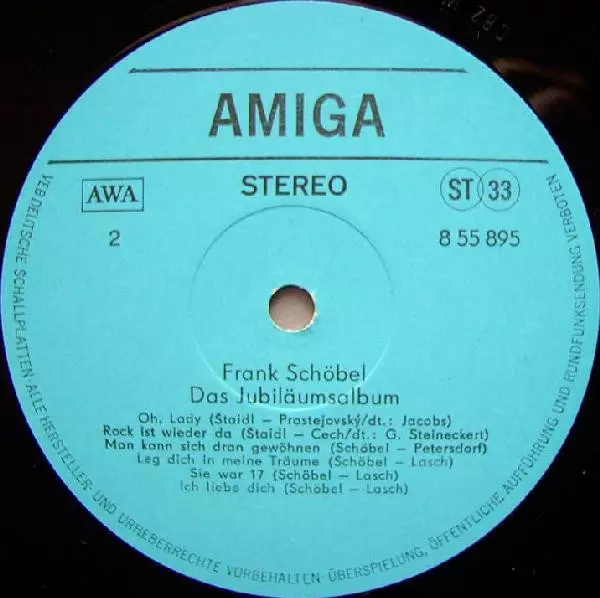 AMIGA
STEREO
AWA
ST 33
2
8 55 895
Frank Schöbel
Das Jubiläumsalbum
Oh, Lady (Staidl – Prostejovský/dt.: Jacobs)
Rock ist wieder da (Staidl – Cech/dt.: G. Steineckert)
Man kann sich dran gewöhnen (Schöbel – Petersdorf)
Leg dich in meine Träume (Schöbel – Lasch)
Sie war 17 (Schöbel – Lasch)
Ich liebe dich (Schöbel – Lasch)
VEB DEUTSCHE SCHALLPLATTEN · ALLE HERSTELLER- UND URHEBERRECHTE VORBEHALTEN · ÜBERSPIELUNG, ÖFFENTLICHE AUFFÜHRUNG UND RUNDFUNKSENDUNG VERBOTEN